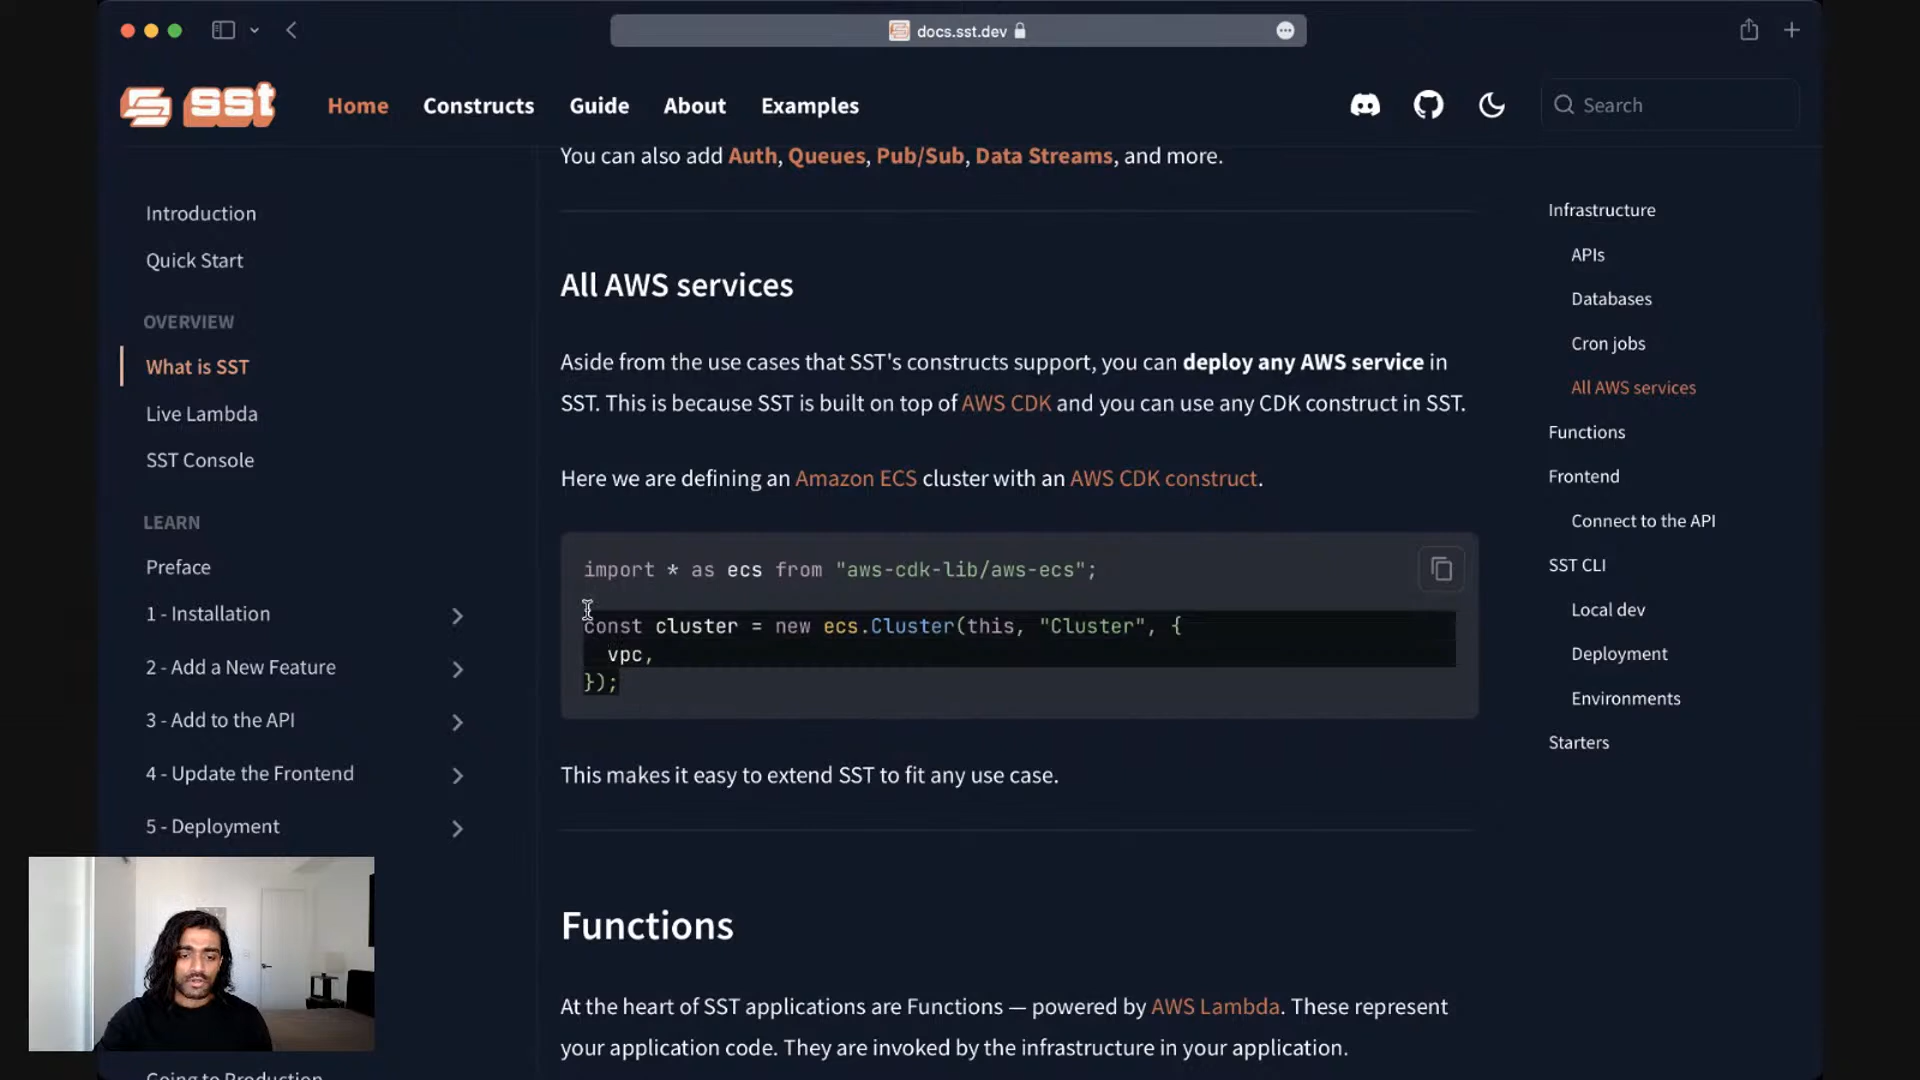 docs.sst.dev
sst
Home
Constructs
Guide
About
Examples
Search
Introduction
Quick Start
OVERVIEW
What is SST
Live Lambda
SST Console
LEARN
Preface
1 - Installation
2 - Add a New Feature
3 - Add to the API
4 - Update the Frontend
5 - Deployment
Going to Production
You can also add Auth, Queues, Pub/Sub, Data Streams, and more.
All AWS services
Aside from the use cases that SST's constructs support, you can deploy any AWS service in
SST. This is because SST is built on top of AWS CDK and you can use any CDK construct in SST.
Here we are defining an Amazon ECS cluster with an AWS CDK construct.
import * as ecs from "aws-cdk-lib/aws-ecs";
const cluster = new ecs.Cluster(this, "Cluster", {
vpc,
});
This makes it easy to extend SST to fit any use case.
Functions
At the heart of SST applications are Functions — powered by AWS Lambda. These represent
your application code. They are invoked by the infrastructure in your application.
Infrastructure
APIs
Databases
Cron jobs
All AWS services
Functions
Frontend
Connect to the API
SST CLI
Local dev
Deployment
Environments
Starters